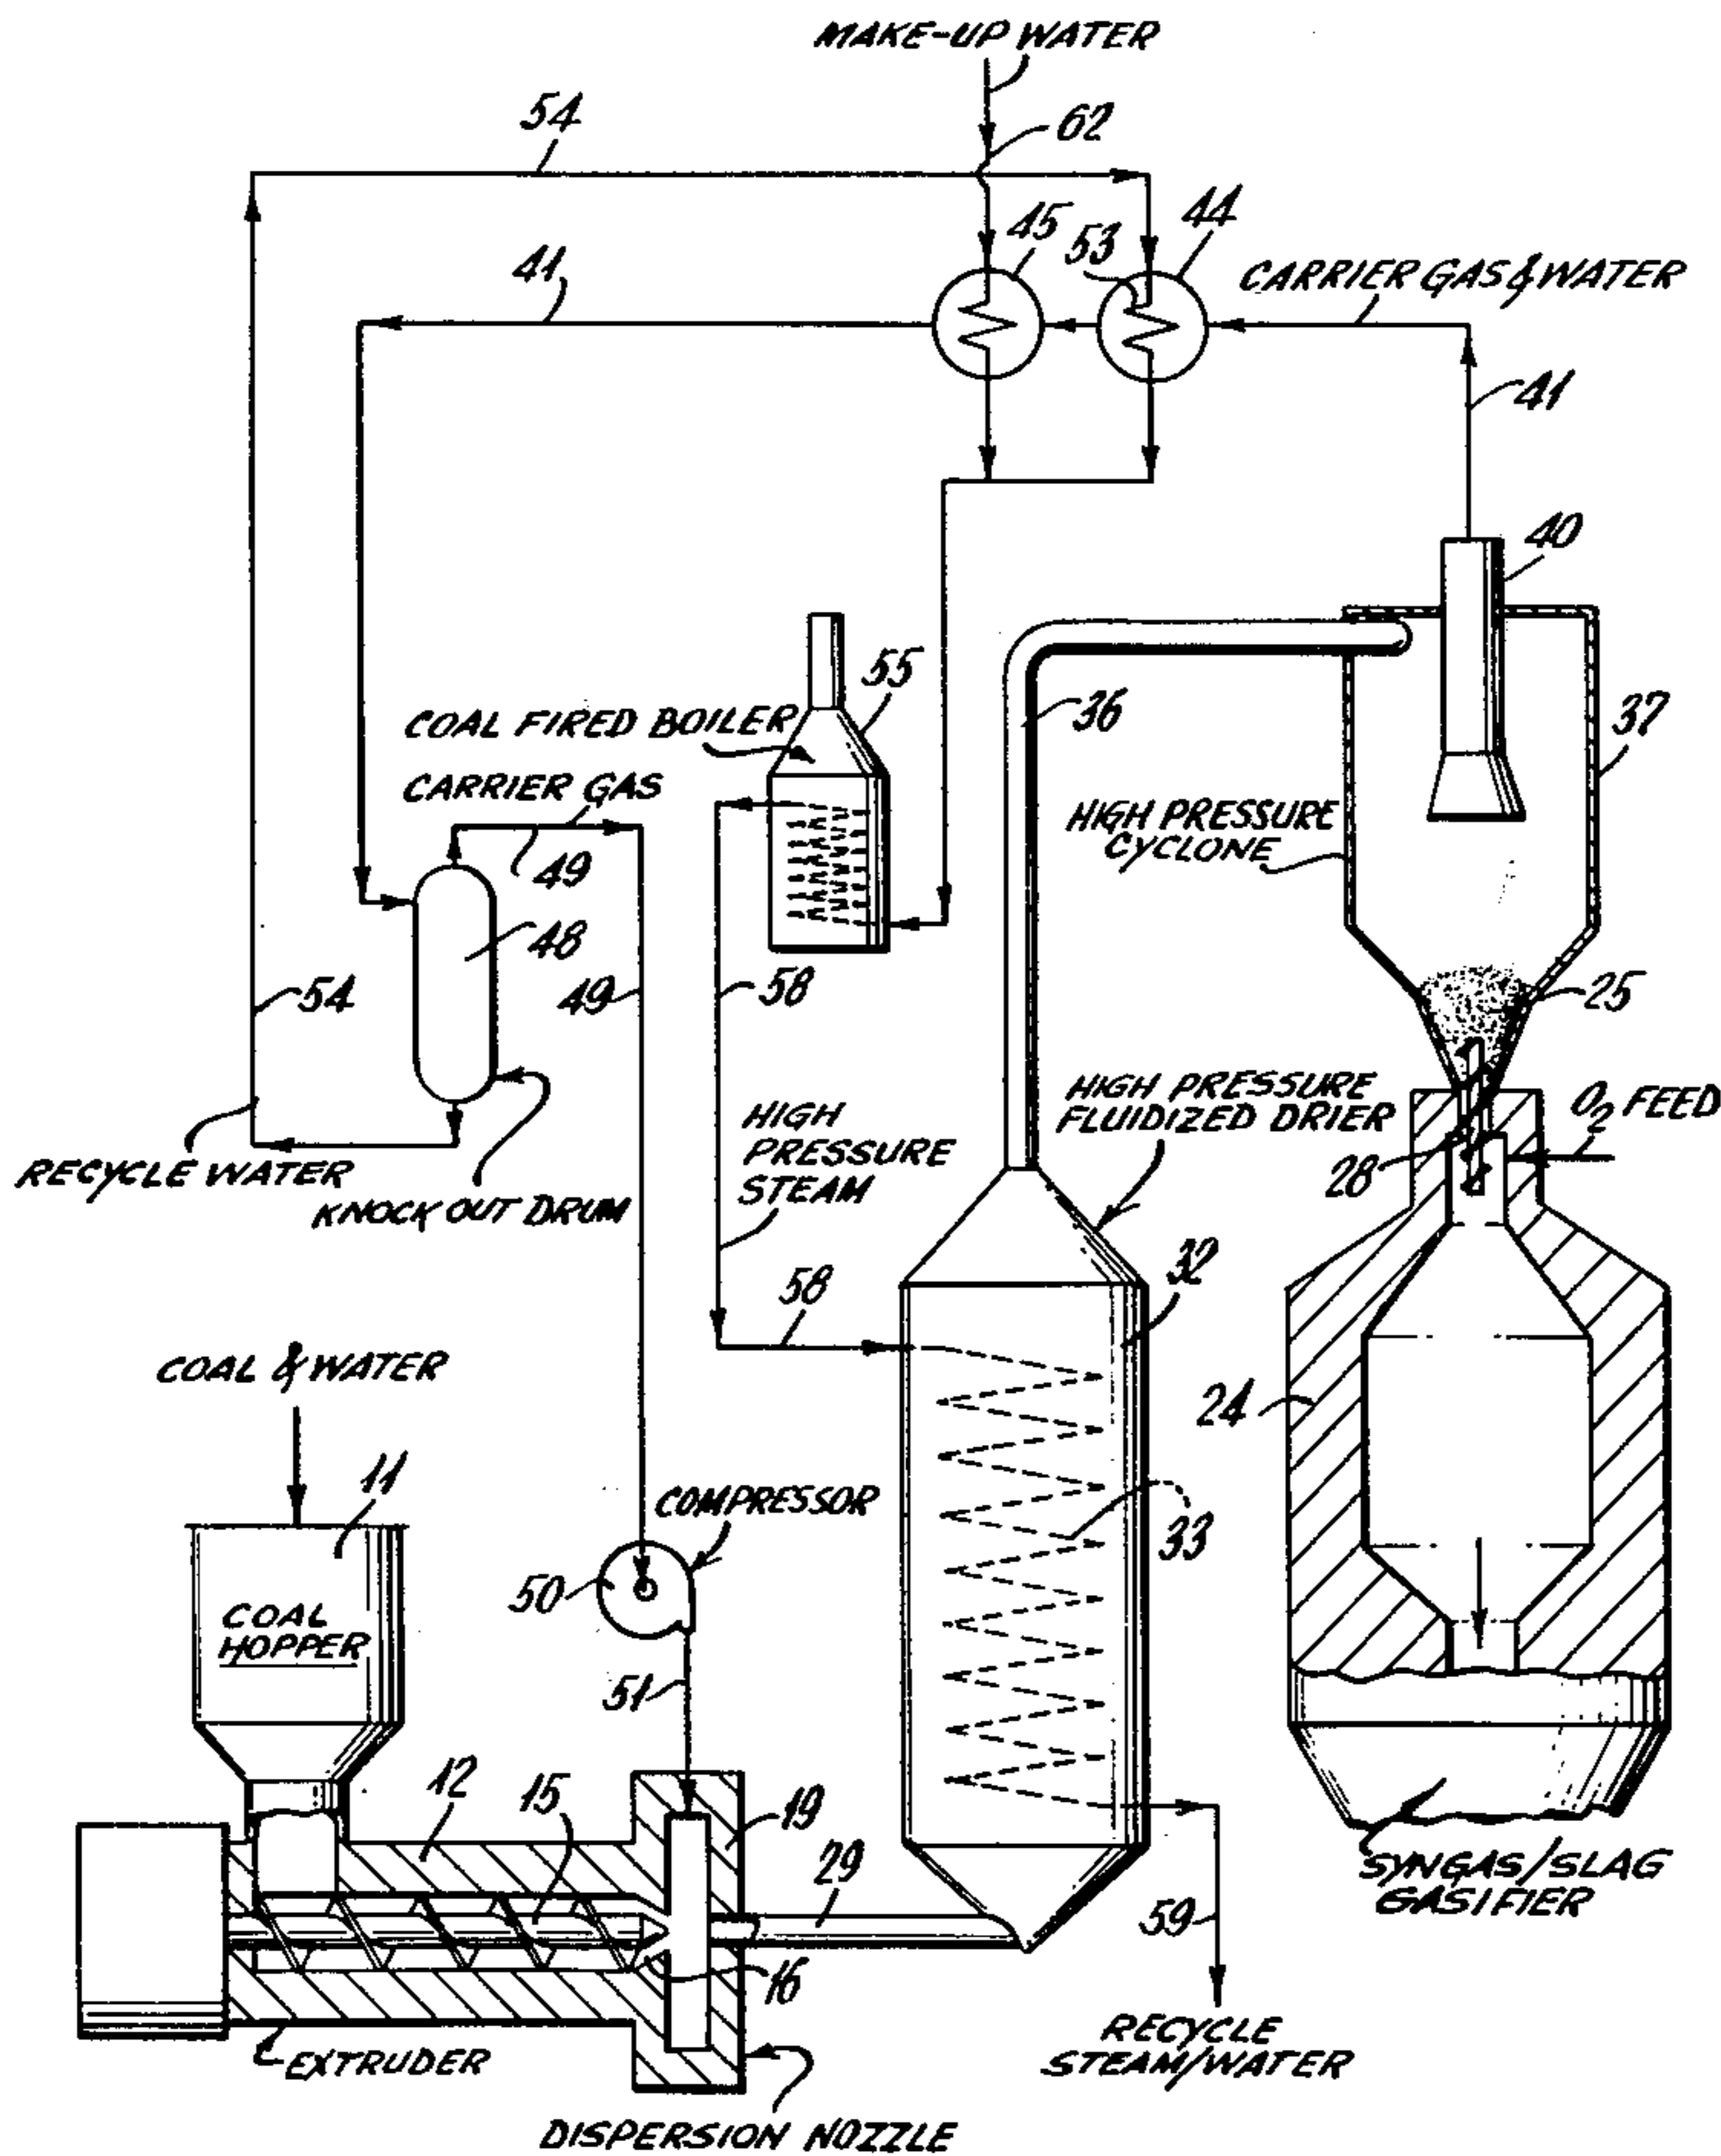 MAKE-UP WATER
54
62
45
53
44
41
CARRIER GAS & WATER
41
40
55
COAL FIRED BOILER
36
37
CARRIER GAS
HIGH PRESSURE
CYCLONE
49
48
54
49
58
25
HIGH PRESSURE
FLUIDIZED DRIER
O2 FEED
HIGH
PRESSURE
STEAM
28
RECYCLE WATER
KNOCK OUT DRUM
32
58
COAL & WATER
24
11
COMPRESSOR
33
50
COAL
HOPPER
51
12
15
19
29
SYNGAS/SLAG
GASIFIER
59
16
RECYCLE
STEAM/WATER
EXTRUDER
DISPERSION NOZZLE